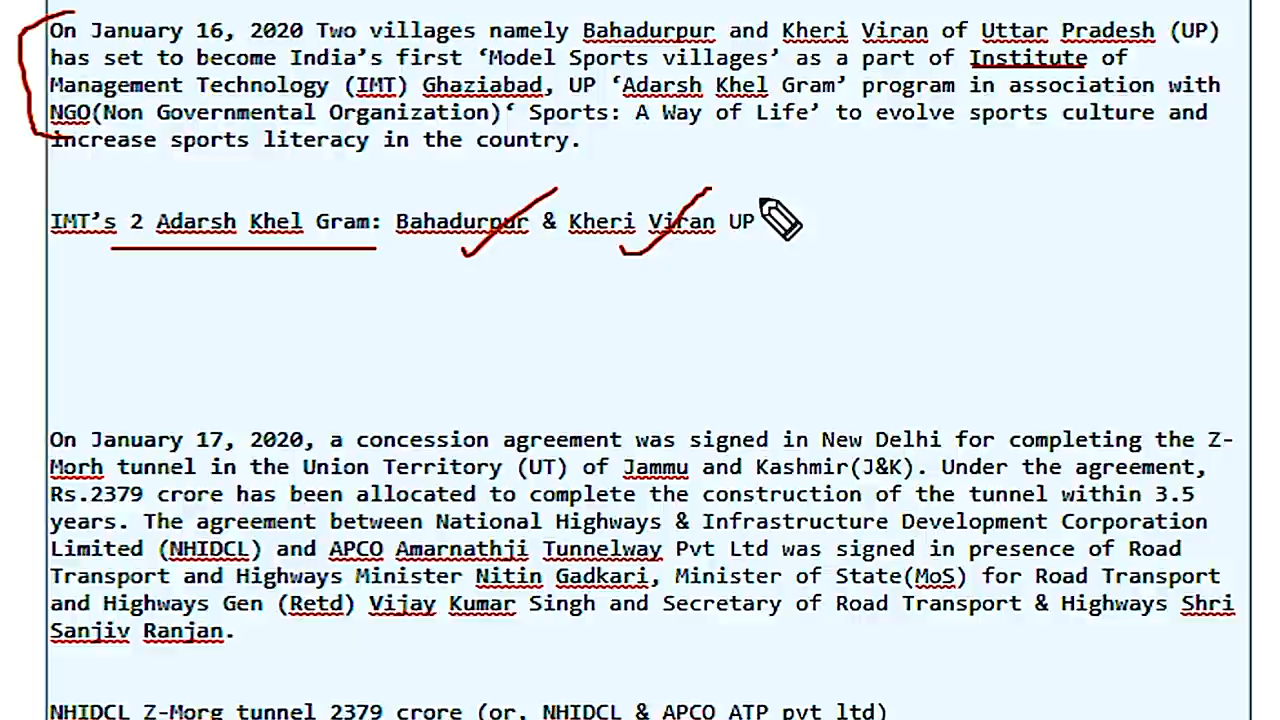 On January 16, 2020 Two villages namely Bahadurpur and Kheri Viran of Uttar Pradesh (UP)
has set to become India’s first ‘Model Sports villages’ as a part of Institute of
Management Technology (IMT) Ghaziabad, UP ‘Adarsh Khel Gram’ program in association with
NGO(Non Governmental Organization)‘ Sports: A Way of Life’ to evolve sports culture and
increase sports literacy in the country.
IMT’s 2 Adarsh Khel Gram: Bahadurpur & Kheri Viran UP
On January 17, 2020, a concession agreement was signed in New Delhi for completing the Z-
Morh tunnel in the Union Territory (UT) of Jammu and Kashmir(J&K). Under the agreement,
Rs.2379 crore has been allocated to complete the construction of the tunnel within 3.5
years. The agreement between National Highways & Infrastructure Development Corporation
Limited (NHIDCL) and APCO Amarnathji Tunnelway Pvt Ltd was signed in presence of Road
Transport and Highways Minister Nitin Gadkari, Minister of State(MoS) for Road Transport
and Highways Gen (Retd) Vijay Kumar Singh and Secretary of Road Transport & Highways Shri
Sanjiv Ranjan.
NHIDCL Z-Morg tunnel 2379 crore (or, NHIDCL & APCO ATP pvt ltd)